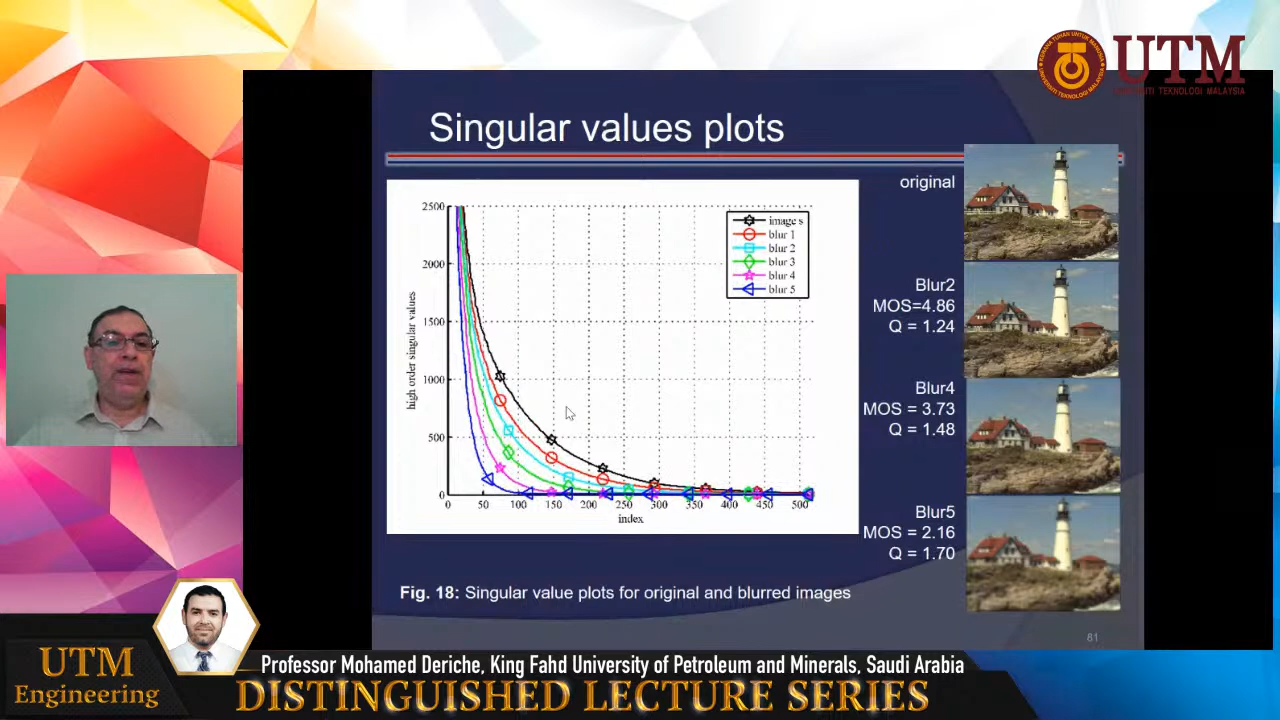 UTM
UNIVERSITI TEKNOLOGI MALAYSIA
Singular values plots
original
2500
2000
1500
1000
500
0
high order singular values
image s
blur 1
blur 2
blur 3
blur 4
blur 5
0 50 100 150 200 250 300 350 400 450 500
index
Blur2
MOS=4.86
Q = 1.24
Blur4
MOS = 3.73
Q = 1.48
Blur5
MOS = 2.16
Q = 1.70
Fig. 18: Singular value plots for original and blurred images
81
UTM
Engineering
Professor Mohamed Deriche, King Fahd University of Petroleum and Minerals, Saudi Arabia
DISTINGUISHED LECTURE SERIES